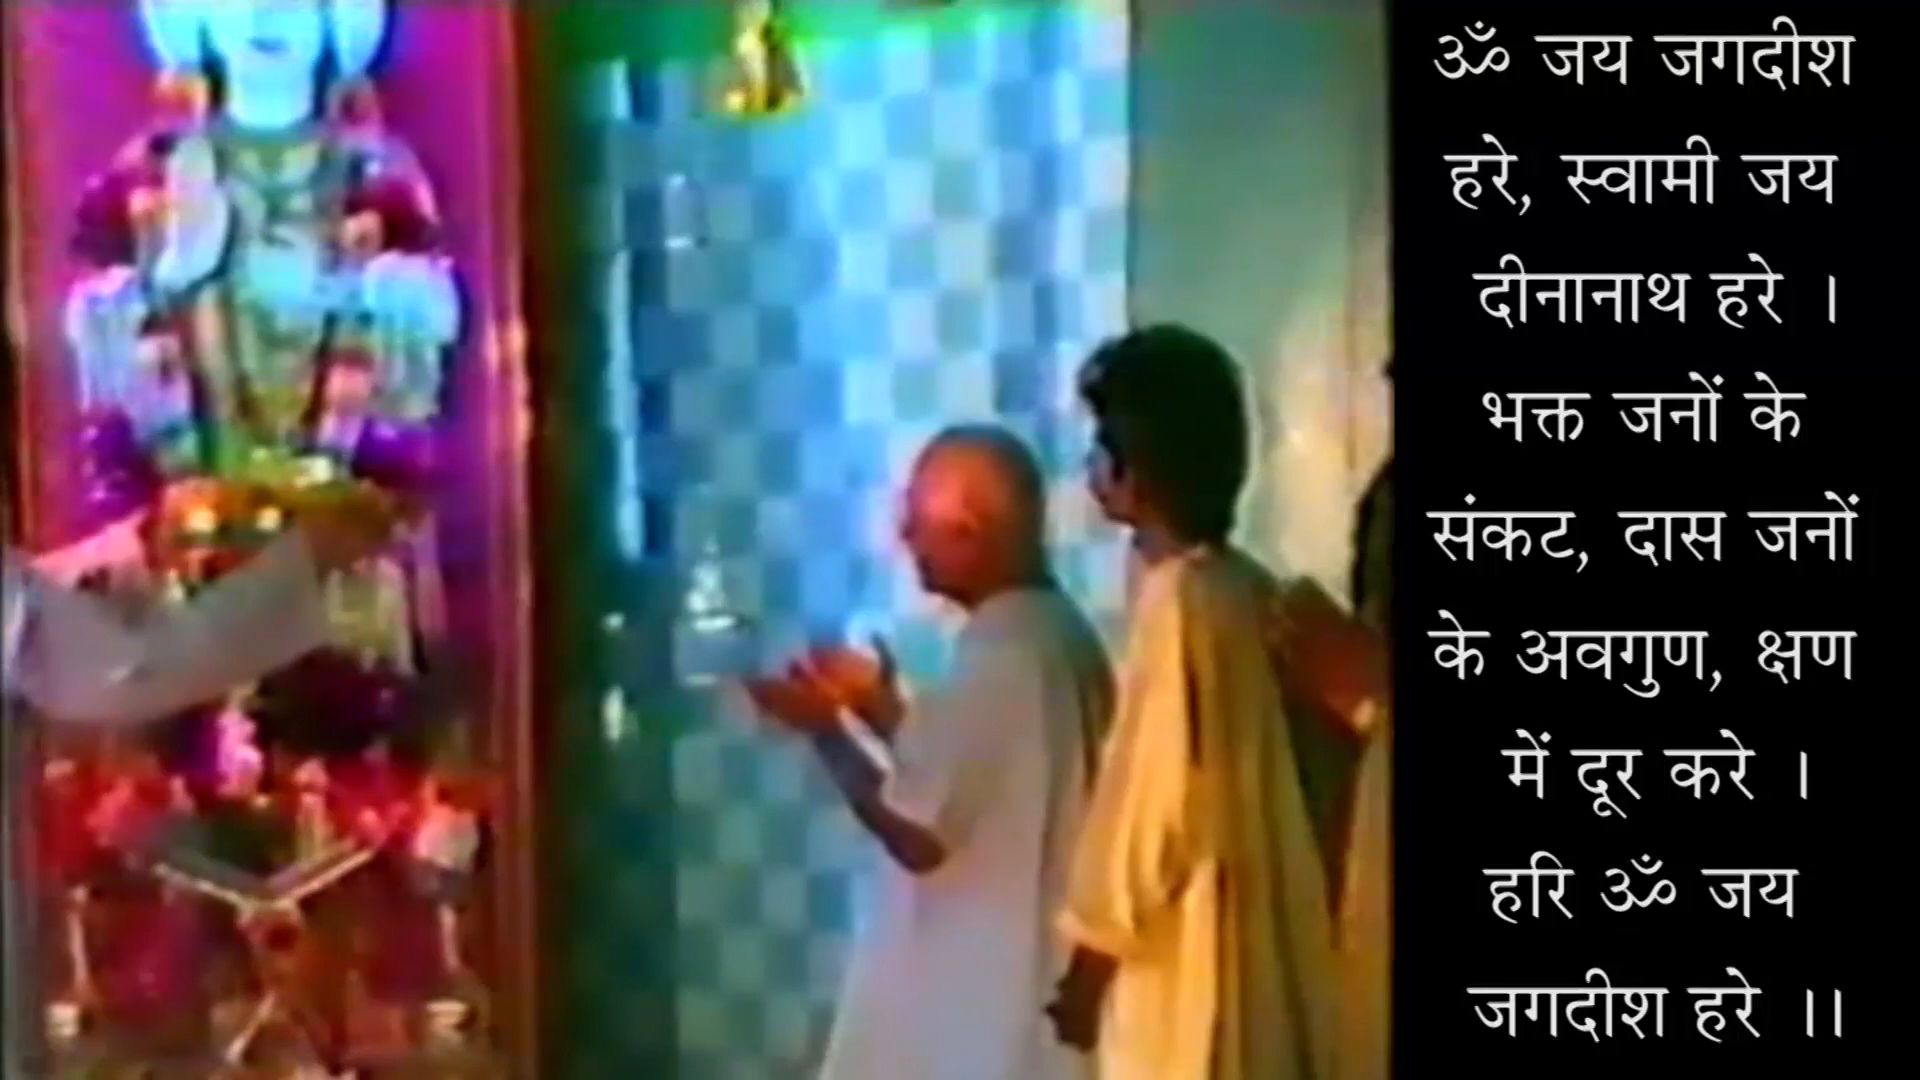 ॐ जय जगदीश
हरे, स्वामी जय
दीनानाथ हरे ।
भक्त जनों के
संकट, दास जनों
के अवगुण, क्षण
में दूर करे ।
हरि ॐ जय
जगदीश हरे ।।